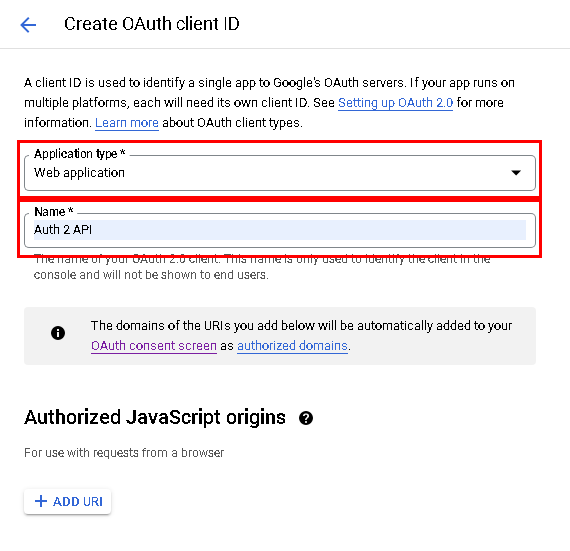 Create OAuth client ID
A client ID is used to identify a single app to Google's OAuth servers. If your app runs on
multiple platforms, each will need its own client ID. See Setting up OAuth 2.0 for more
information. Learn more about OAuth client types.
Application type *
Web application
Name *
Auth 2 API
The name of your OAuth 2.0 client. This name is only used to identify the client in the
console and will not be shown to end users.
The domains of the URIs you add below will be automatically added to your
OAuth consent screen as authorized domains.
Authorized JavaScript origins
For use with requests from a browser
ADD URI